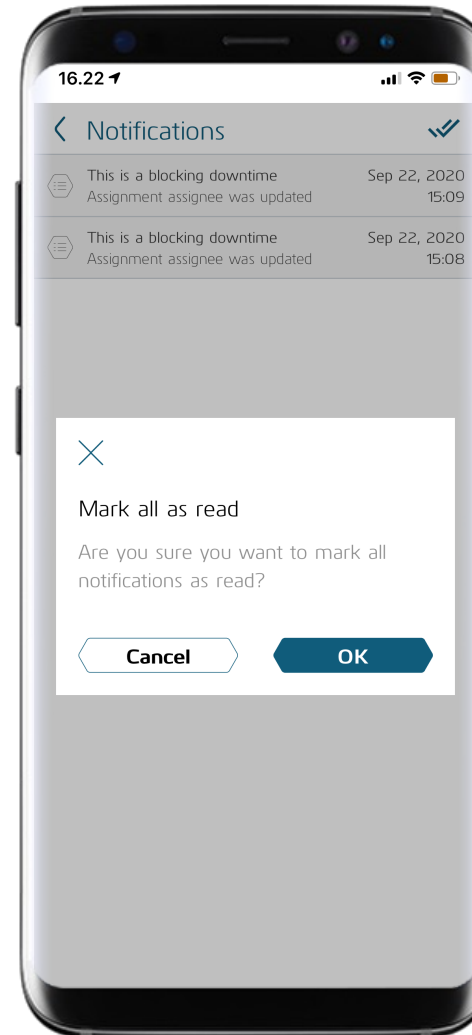 16.22
Notifications
This is a blocking downtime Sep 22, 2020
Assignment assignee was updated 15:09
This is a blocking downtime Sep 22, 2020
Assignment assignee was updated 15:08
Mark all as read
Are you sure you want to mark all
notifications as read?
Cancel OK